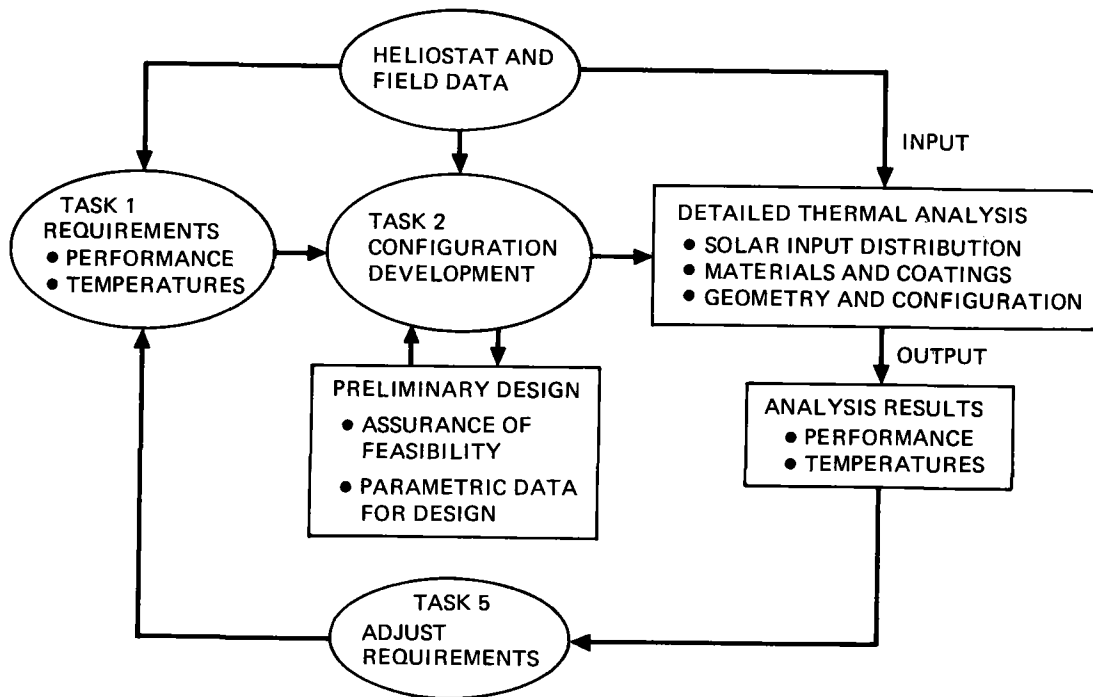 HELIOSTAT AND
FIELD DATA
INPUT
TASK 1
REQUIREMENTS
● PERFORMANCE
● TEMPERATURES
TASK 2
CONFIGURATION
DEVELOPMENT
DETAILED THERMAL ANALYSIS
● SOLAR INPUT DISTRIBUTION
● MATERIALS AND COATINGS
● GEOMETRY AND CONFIGURATION
OUTPUT
PRELIMINARY DESIGN
● ASSURANCE OF
FEASIBILITY
● PARAMETRIC DATA
FOR DESIGN
ANALYSIS RESULTS
● PERFORMANCE
● TEMPERATURES
TASK 5
ADJUST
REQUIREMENTS